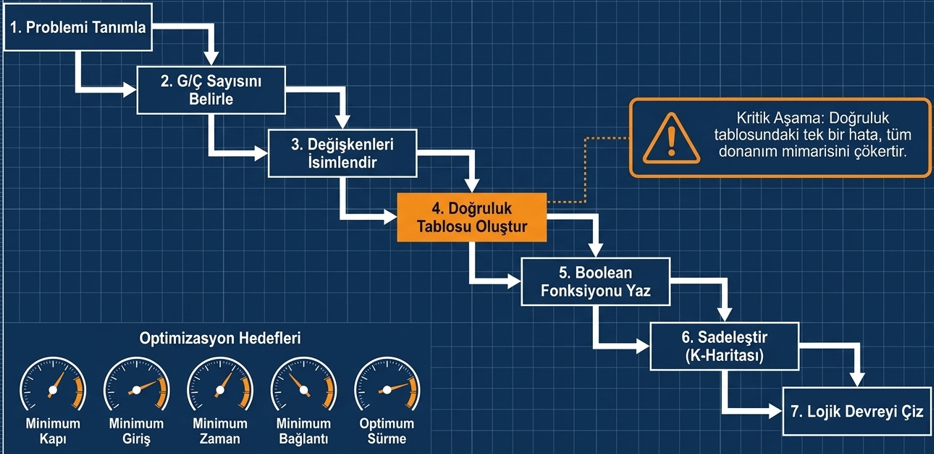 1. Problemi Tanımla
2. G/Ç Sayısını
Belirle
3. Değişkenleri
İsimlendir
Kritik Aşama: Doğruluk
tablosundaki tek bir hata, tüm
donanım mimarisini çökertir.
4. Doğruluk
Tablosu Oluştur
5. Boolean
Fonksiyonu Yaz
6. Sadeleştir
(K-Haritası)
7. Lojik Devreyi Çiz
Optimizasyon Hedefleri
Minimum
Kapı
Minimum
Giriş
Minimum
Zaman
Minimum
Bağlantı
Optimum
Sürme